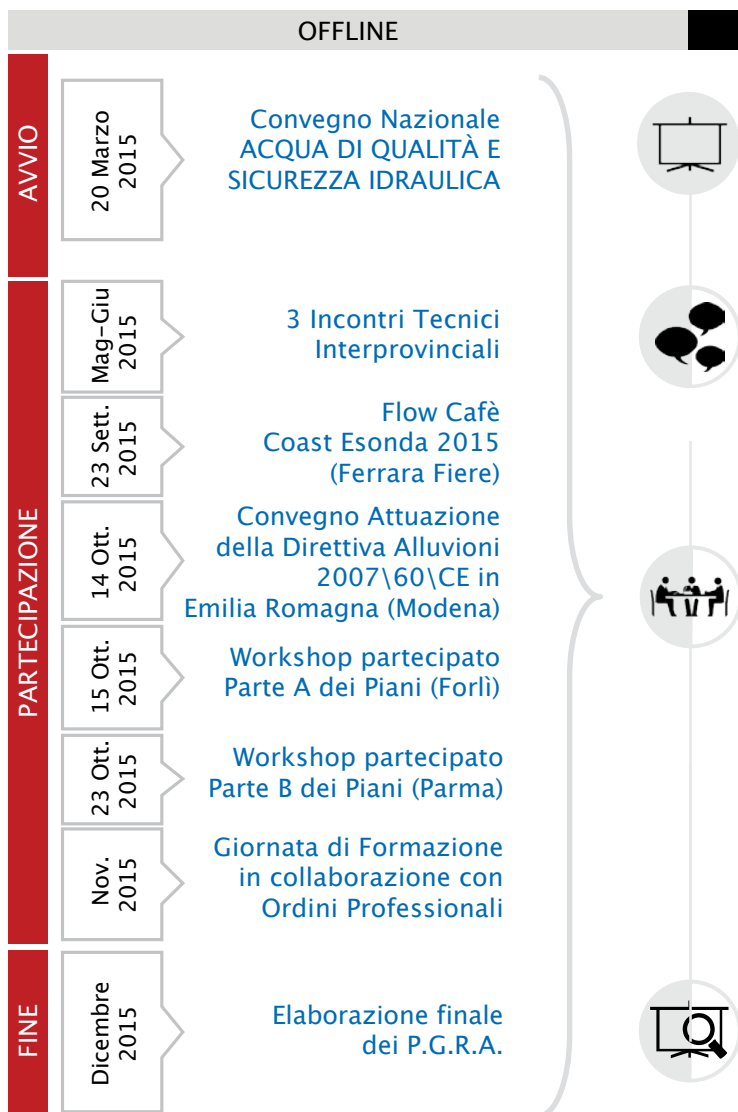 OFFLINE
AVVIO
20 Marzo
2015
Convegno Nazionale
ACQUA DI QUALITÀ E
SICUREZZA IDRAULICA
PARTECIPAZIONE
Mag-Giu
2015
3 Incontri Tecnici
Interprovinciali
23 Sett.
2015
Flow Cafè
Coast Esonda 2015
(Ferrara Fiere)
14 Ott.
2015
Convegno Attuazione
della Direttiva Alluvioni
2007\60\CE in
Emilia Romagna (Modena)
15 Ott.
2015
Workshop partecipato
Parte A dei Piani (Forlì)
23 Ott.
2015
Workshop partecipato
Parte B dei Piani (Parma)
Nov.
2015
Giornata di Formazione
in collaborazione con
Ordini Professionali
FINE
Dicembre
2015
Elaborazione finale
dei P.G.R.A.